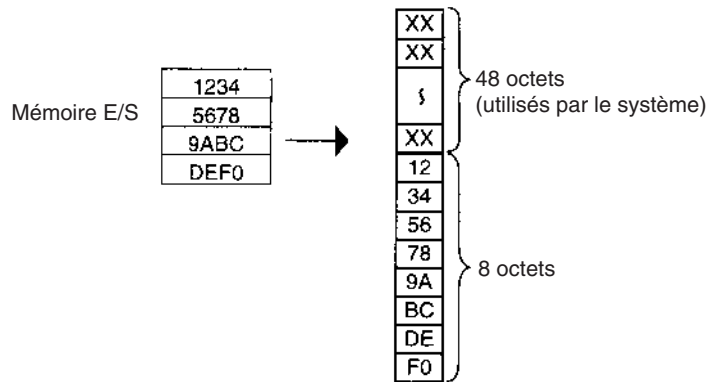 Mémoire E/S
1234
5678
9ABC
DEF0
XX
XX
XX
12
34
56
78
9A
BC
DE
F0
48 octets
(utilisés par le système)
8 octets